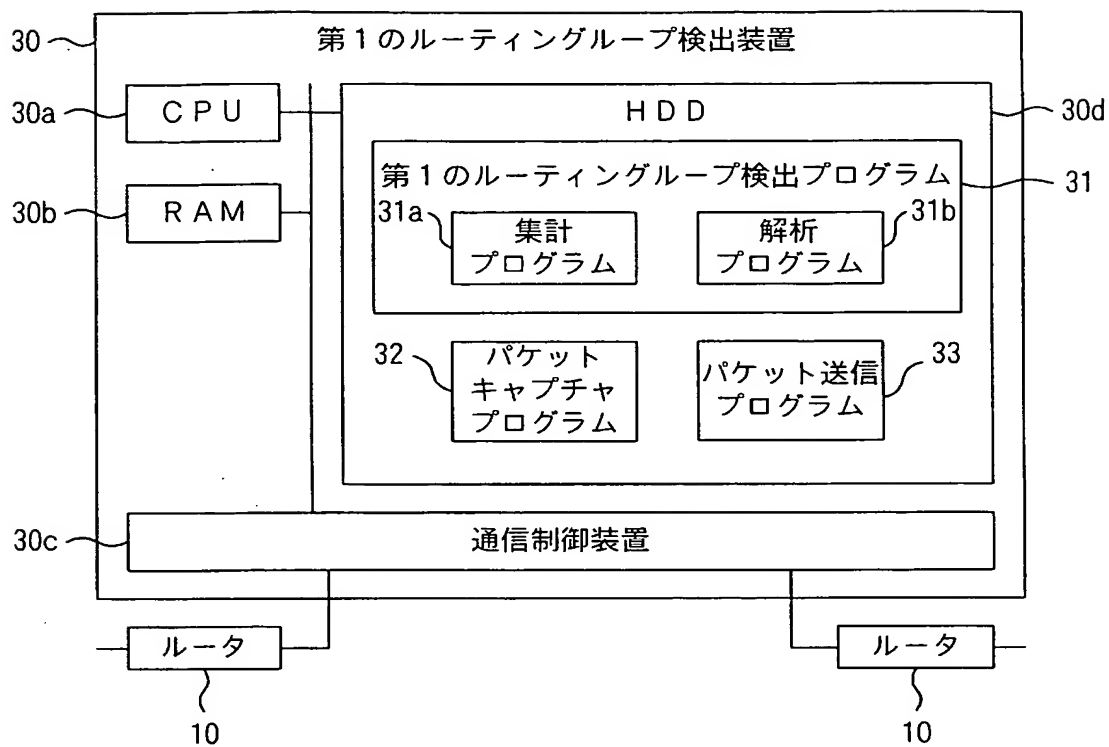 30
第1のルーティングループ検出装置
30a
CPU
HDD
30d
第1のルーティングループ検出プログラム
31
30b
RAM
31a
集計
プログラム
解析
プログラム
31b
32
パケット
キャプチャ
プログラム
パケット送信
プログラム
33
30c
通信制御装置
ルータ
ルータ
10
10